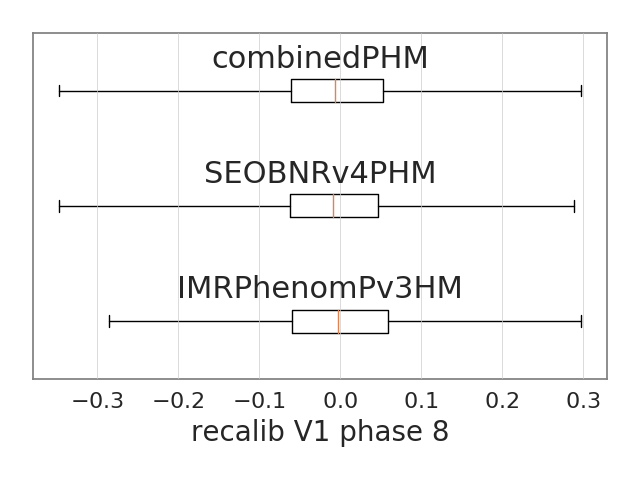 combinedPHM
SEOBNRv4PHM
IMRPhenomPv3HM
−0.3 −0.2 −0.1 0.0 0.1 0.2 0.3
recalib V1 phase 8